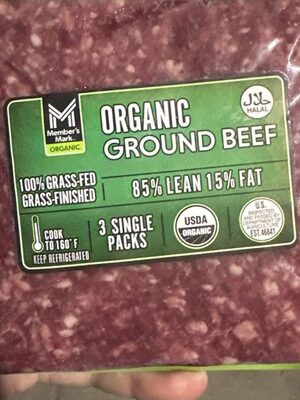 Member's
Mark™
ORGANIC
ORGANIC
GROUND BEEF
حلال
HALAL
100% GRASS-FED
GRASS-FINISHED
85% LEAN 15% FAT
COOK
TO 160°F
KEEP REFRIGERATED
3 SINGLE
PACKS
USDA
ORGANIC
U.S.
INSPECTED
AND PASSED BY
DEPARTMENT OF
AGRICULTURE
EST. 46841